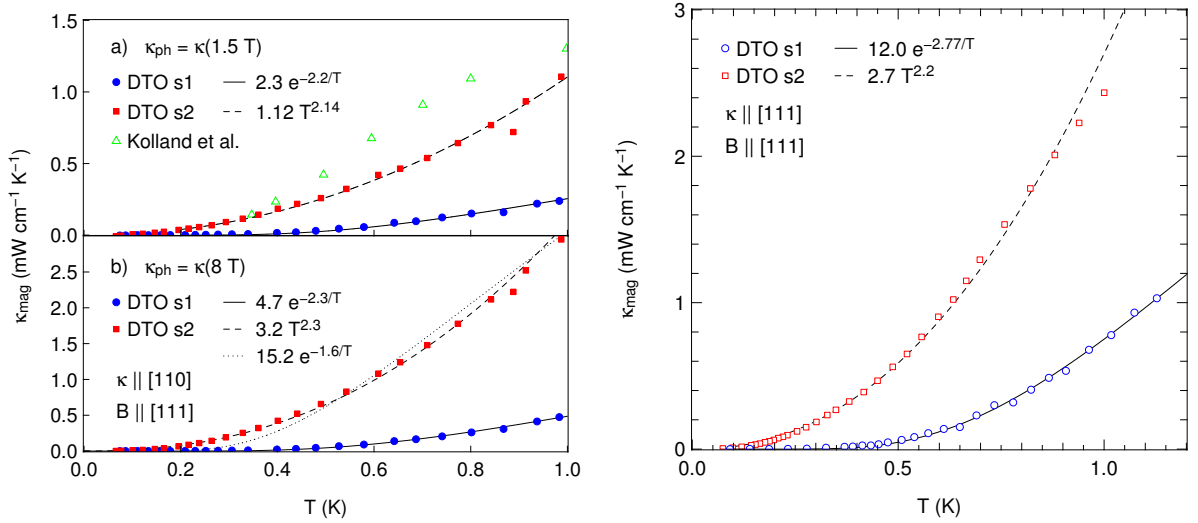 a) κph = κ(1.5 T)
DTO s1 2.3 e^−2.2/T
DTO s2 1.12 T^2.14
Kolland et al.
1.5
1.0
0.5
0.0
b) κph = κ(8 T)
DTO s1 4.7 e^−2.3/T
DTO s2 3.2 T^2.3
15.2 e^−1.6/T
κ || [110]
B || [111]
2.5
2.0
1.5
1.0
0.5
0.0
κmag (mW cm^−1 K^−1)
0.0 0.2 0.4 0.6 0.8 1.0
T (K)
DTO s1 12.0 e^−2.77/T
DTO s2 2.7 T^2.2
κ || [111]
B || [111]
3
2
1
0
κmag (mW cm^−1 K^−1)
0.0 0.5 1.0
T (K)